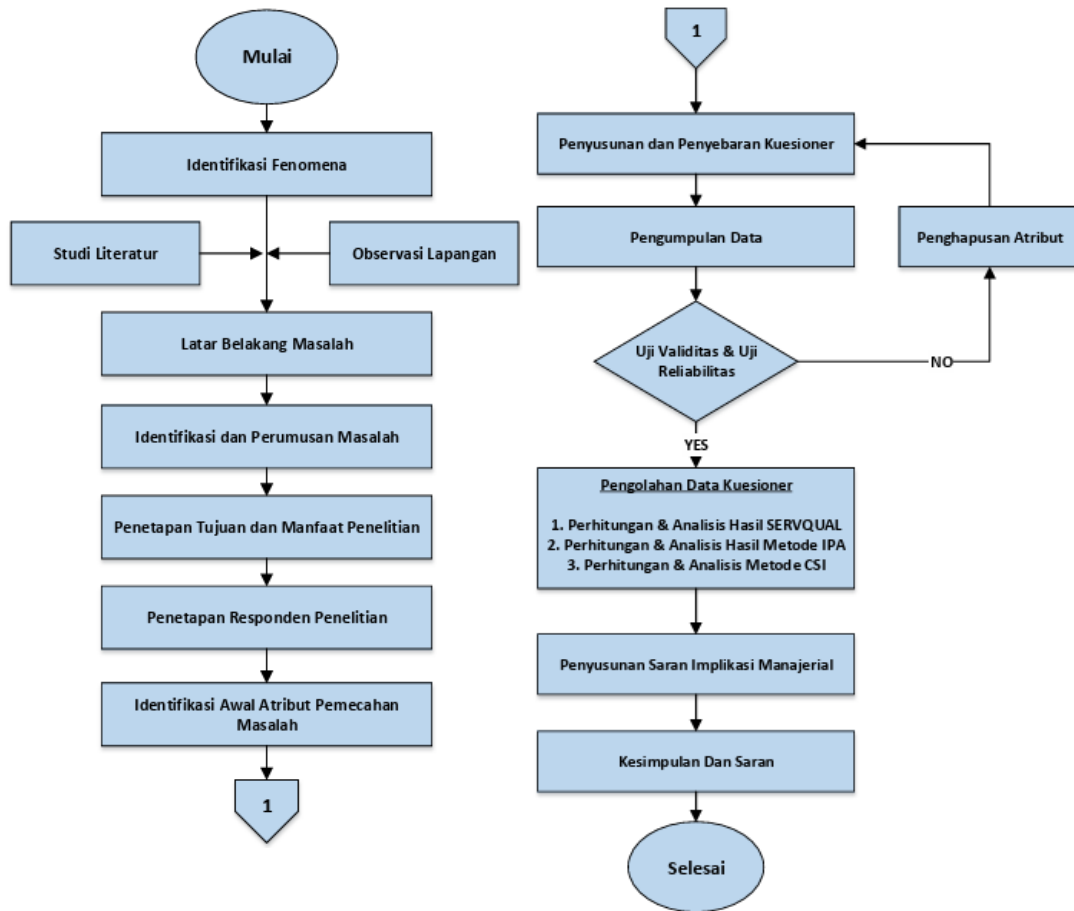 Mulai
Identifikasi Fenomena
Studi Literatur
Observasi Lapangan
Latar Belakang Masalah
Identifikasi dan Perumusan Masalah
Penetapan Tujuan dan Manfaat Penelitian
Penetapan Responden Penelitian
Identifikasi Awal Atribut Pemecahan
Masalah
1
1
Penyusunan dan Penyebaran Kuesioner
Pengumpulan Data
Penghapusan Atribut
Uji Validitas & Uji
Reliabilitas
NO
YES
Pengolahan Data Kuesioner
1. Perhitungan & Analisis Hasil SERVQUAL
2. Perhitungan & Analisis Hasil Metode IPA
3. Perhitungan & Analisis Metode CSI
Penyusunan Saran Implikasi Manajerial
Kesimpulan Dan Saran
Selesai